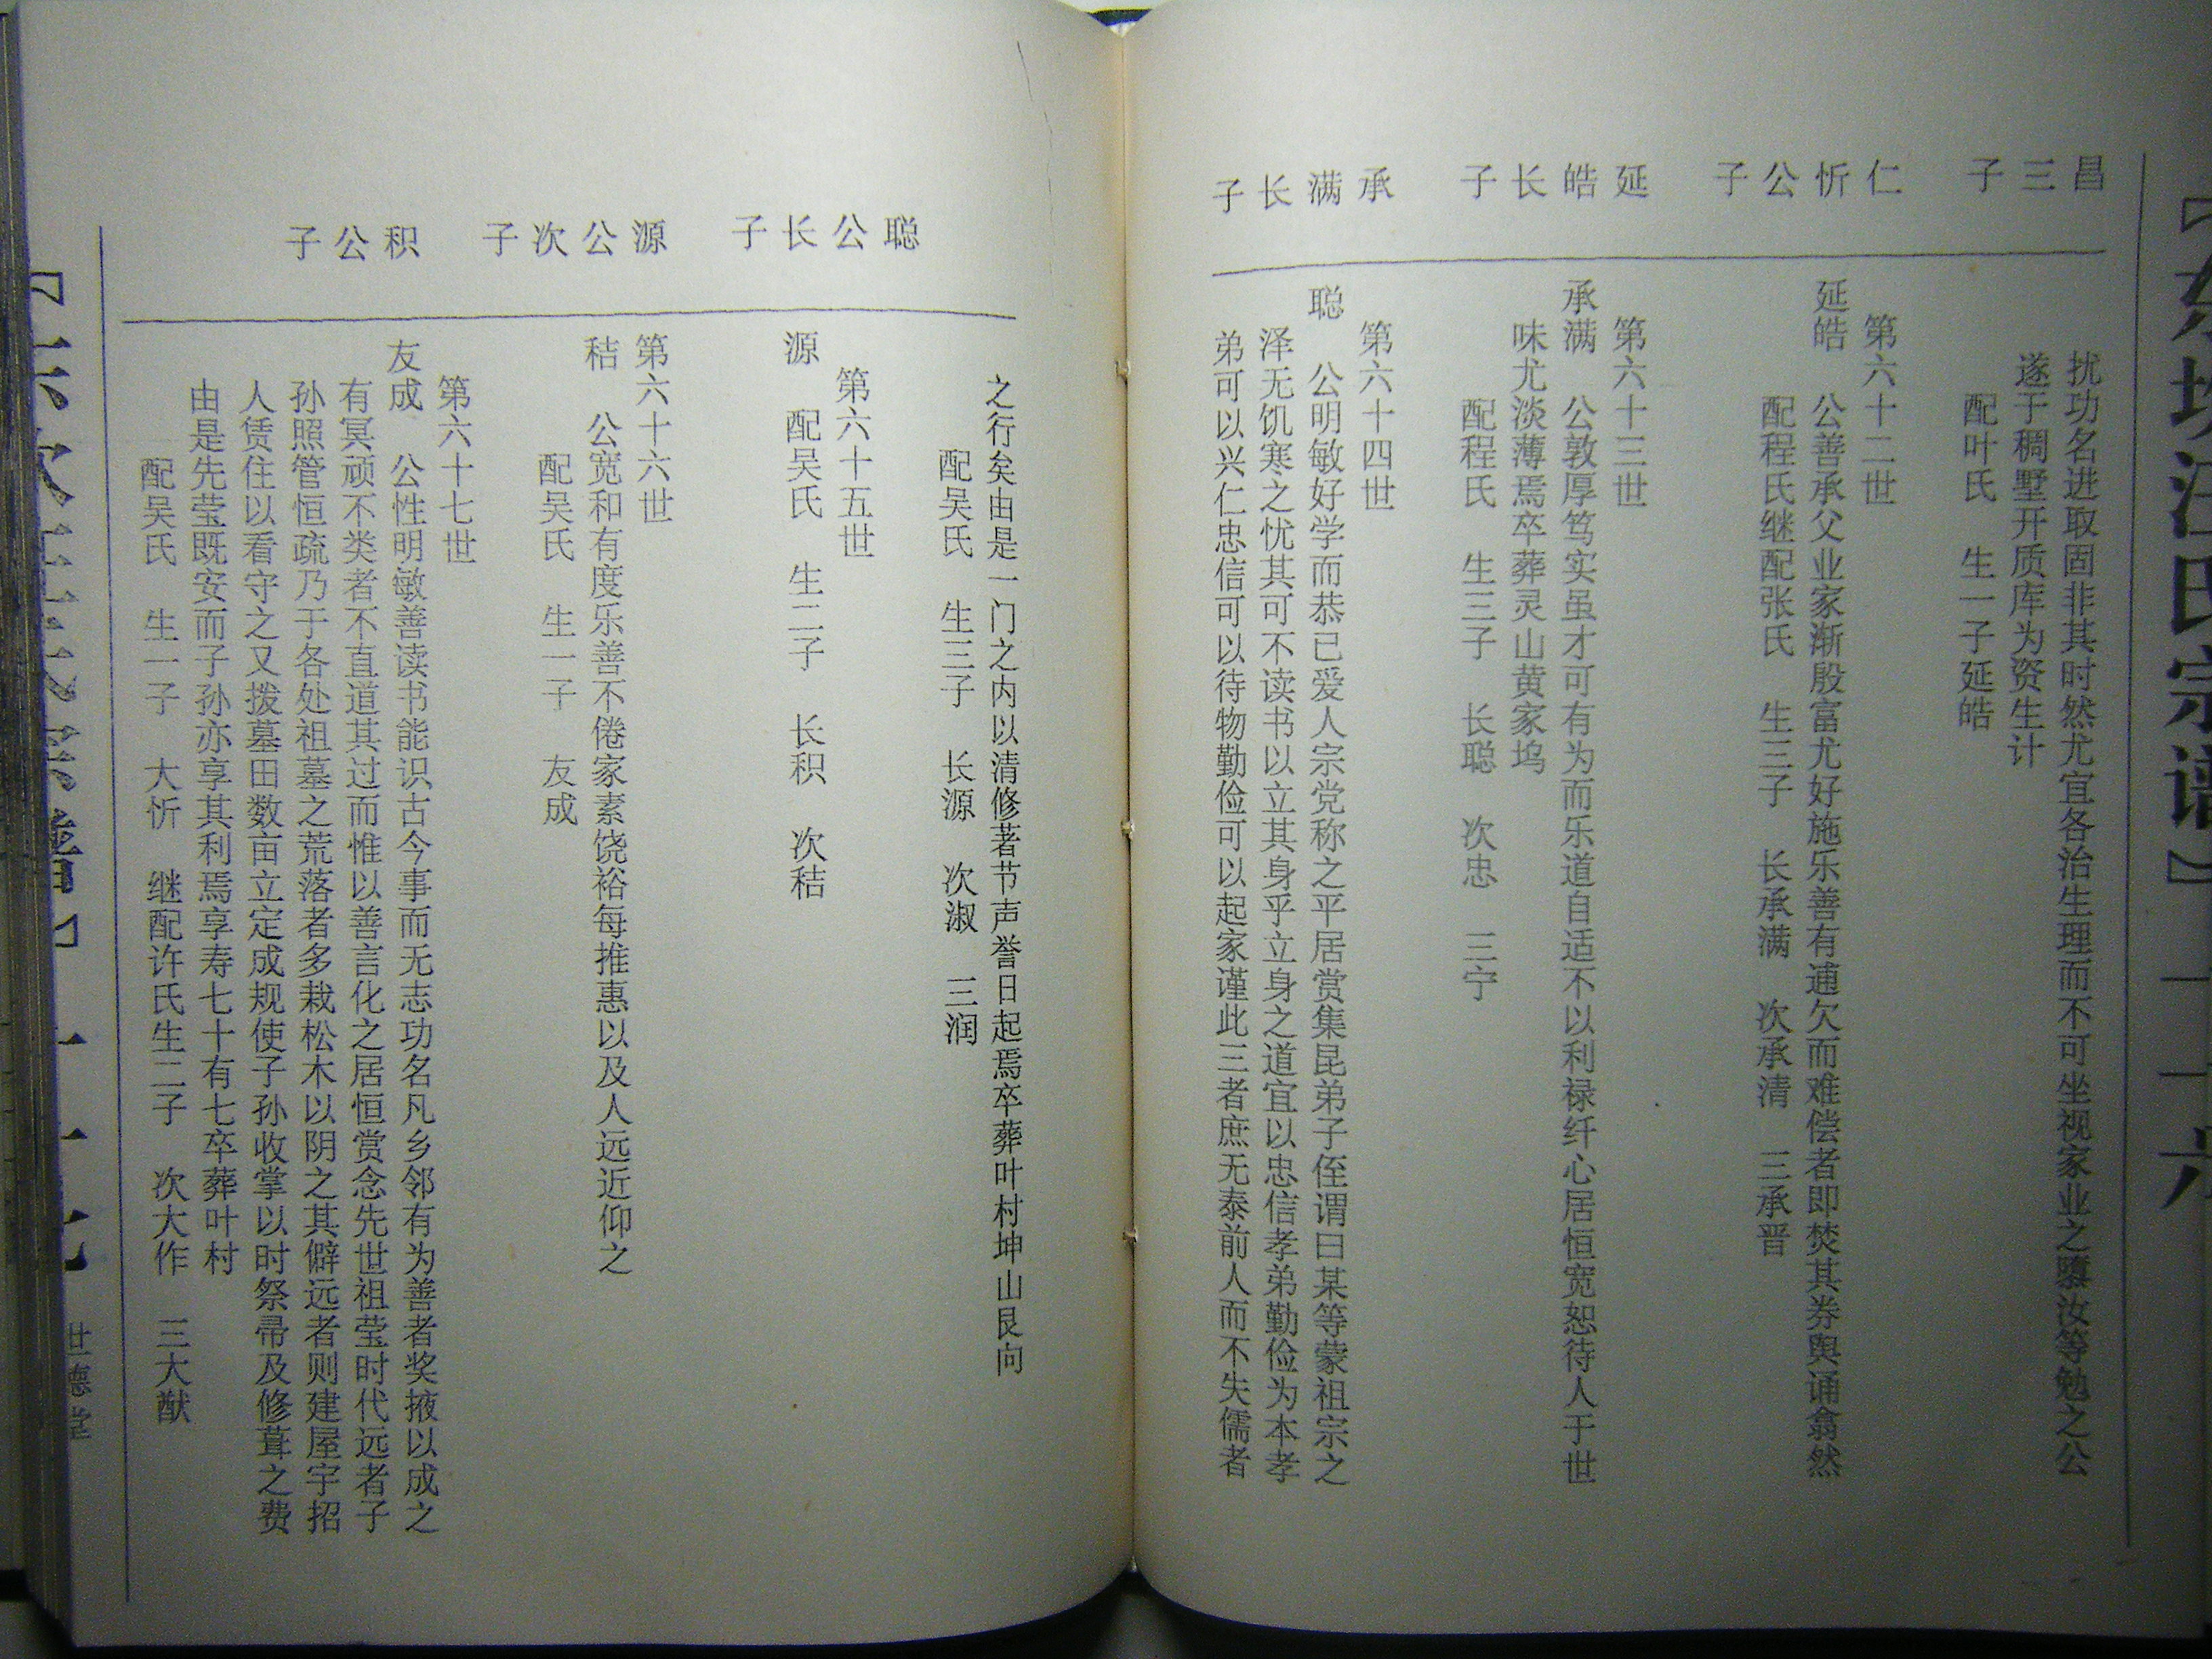 昌三子
扰功名进取固非其时然尤宜各治生理而不可坐视家业之隳汝等勉之公
遂于稠墅开质库为资生计
配叶氏 生一子延皓
仁忻公子
第六十二世
延皓 公善承父业家渐殷富尤好施乐善有逋欠而难偿者即焚其券舆诵翕然
配程氏继配张氏 生三子 长承满 次承清 三承晋
延皓长子
第六十三世
承满 公敦厚笃实虽才可有为而乐道自适不以利禄纤心居恒宽恕待人于世
味尤淡薄焉卒葬灵山黄家坞
配程氏 生三子 长聪 次忠 三宁
承满长子
第六十四世
聪 公明敏好学而恭已爱人宗党称之平居赏集昆弟子侄谓曰某等蒙祖宗之
泽无饥寒之忧其可不读书以立其身乎立身之道宜以忠信孝弟勤俭为本孝
弟可以兴仁忠信可以待物勤俭可以起家谨此三者庶无泰前人而不失儒者
之行矣由是一门之内以清修著节声誉日起焉卒葬叶村坤山艮向
配吴氏 生三子 长源 次淑 三润
聪公长子
第六十五世
源 配吴氏 生二子 长积 次秸
源公次子
第六十六世
秸 公宽和有度乐善不倦家素饶裕每推惠以及人远近仰之
配吴氏 生一子 友成
积公子
第六十七世
友成 公性明敏善读书能识古今事而无志功名凡乡邻有为善者奖掖以成之
有冥顽不类者不直道其过而惟以善言化之居恒赏念先世祖莹时代远者子
孙照管恒疏乃于各处祖墓之荒落者多栽松木以阴之其僻远者则建屋宇招
人赁住以看守之又拨墓田数亩立定成规使子孙收掌以时祭帚及修葺之费
由是先莹既安而子孙亦享其利焉享寿七十有七卒葬叶村
配吴氏 生一子 大忻 继配许氏生二子 次大作 三大猷
世德堂